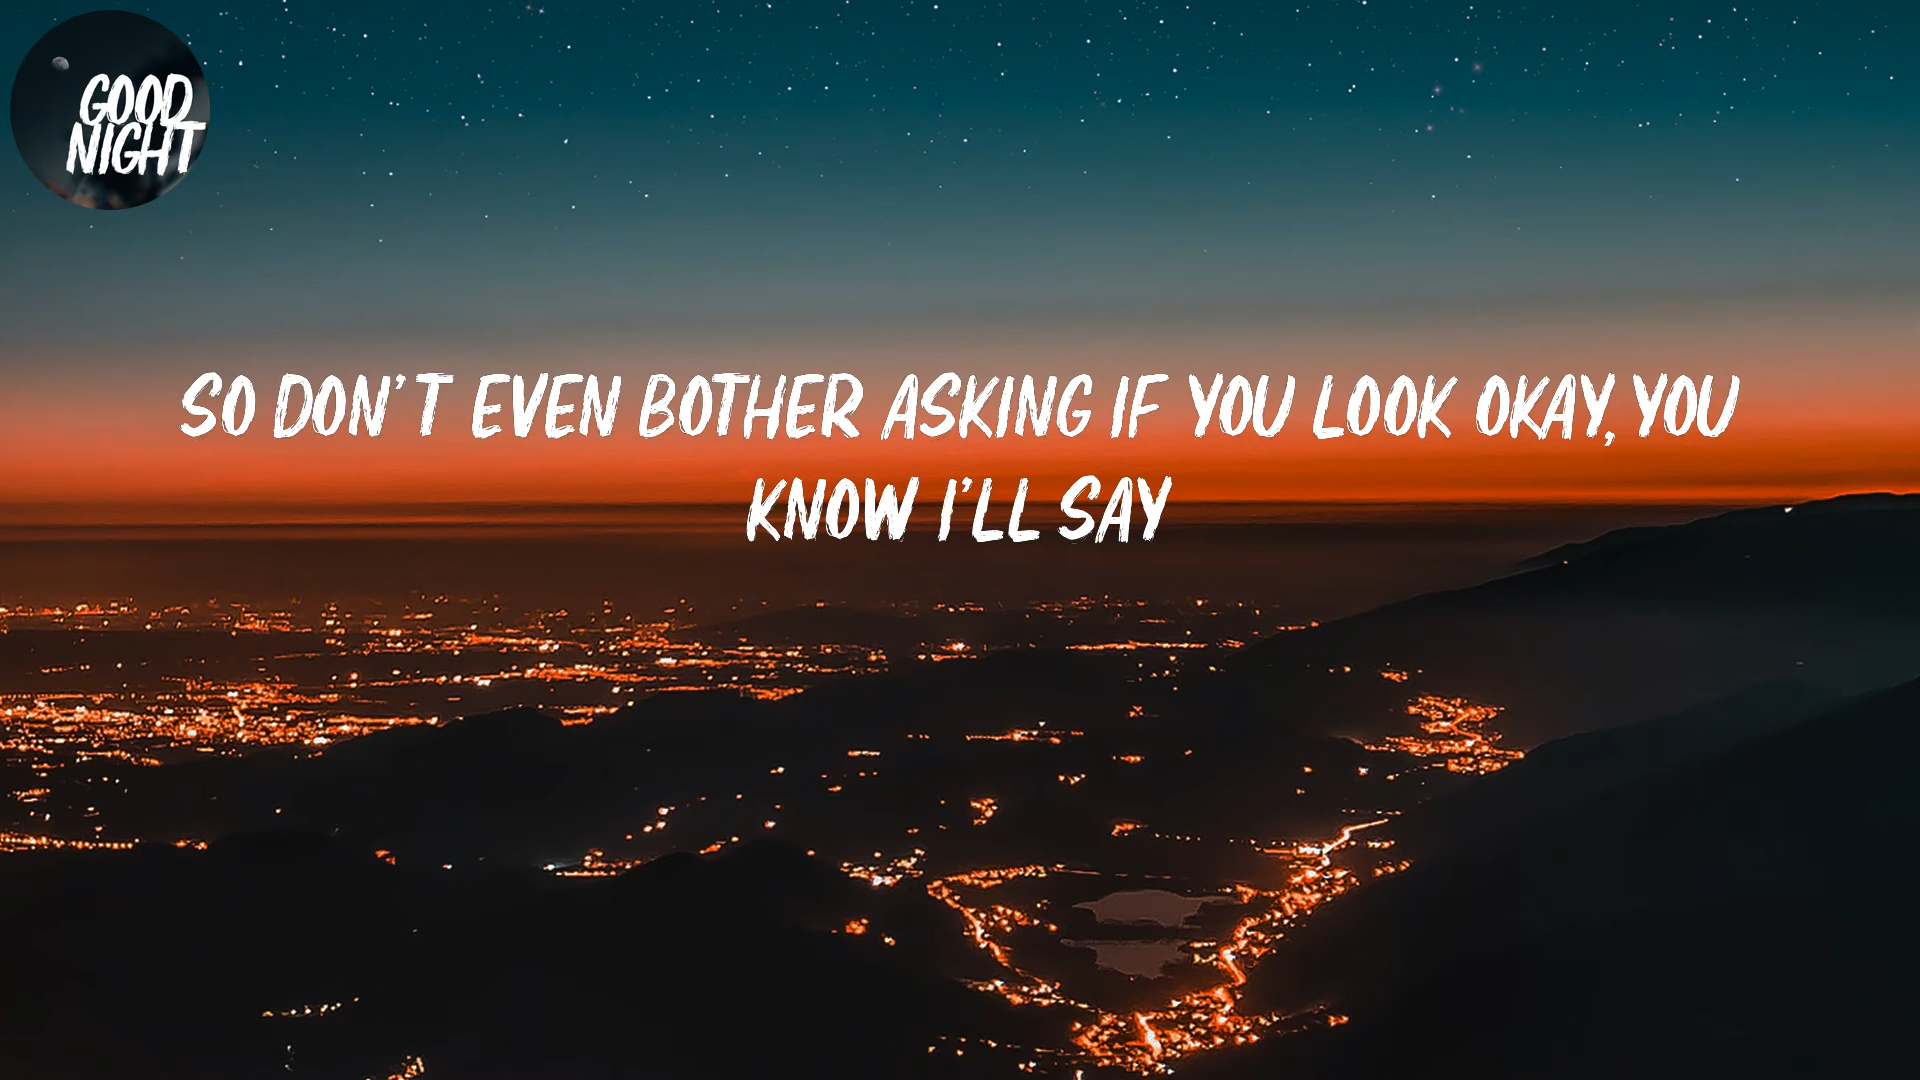 GOOD
NIGHT
SO DON'T EVEN BOTHER ASKING IF YOU LOOK OKAY, YOU
KNOW I'LL SAY